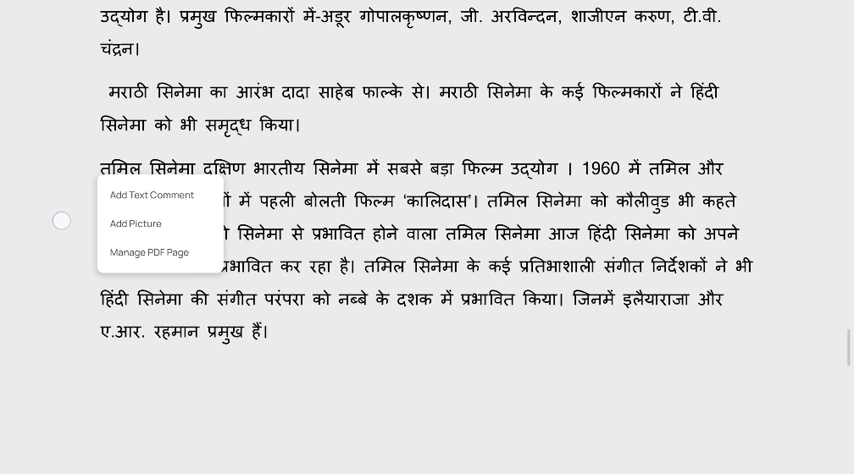 उद्योग है। प्रमुख फिल्मकारों में-अडूर गोपालकृष्णन, जी. अरविन्दन, शाजीएन करुण, टी.वी.
चंद्रन।
मराठी सिनेमा का आरंभ दादा साहेब फाल्के से। मराठी सिनेमा के कई फिल्मकारों ने हिंदी
सिनेमा को भी समृद्ध किया।
तमिल सिनेमा दक्षिण भारतीय सिनेमा में सबसे बड़ा फिल्म उद्योग । 1960 में तमिल और
Add Text Comment
में पहली बोलती फिल्म ‘कालिदास’। तमिल सिनेमा को कौलीवुड भी कहते
Add Picture
सिनेमा से प्रभावित होने वाला तमिल सिनेमा आज हिंदी सिनेमा को अपने
Manage PDF Page
प्रभावित कर रहा है। तमिल सिनेमा के कई प्रतिभाशाली संगीत निर्देशकों ने भी
हिंदी सिनेमा की संगीत परंपरा को नब्बे के दशक में प्रभावित किया। जिनमें इलैयाराजा और
ए.आर. रहमान प्रमुख हैं।